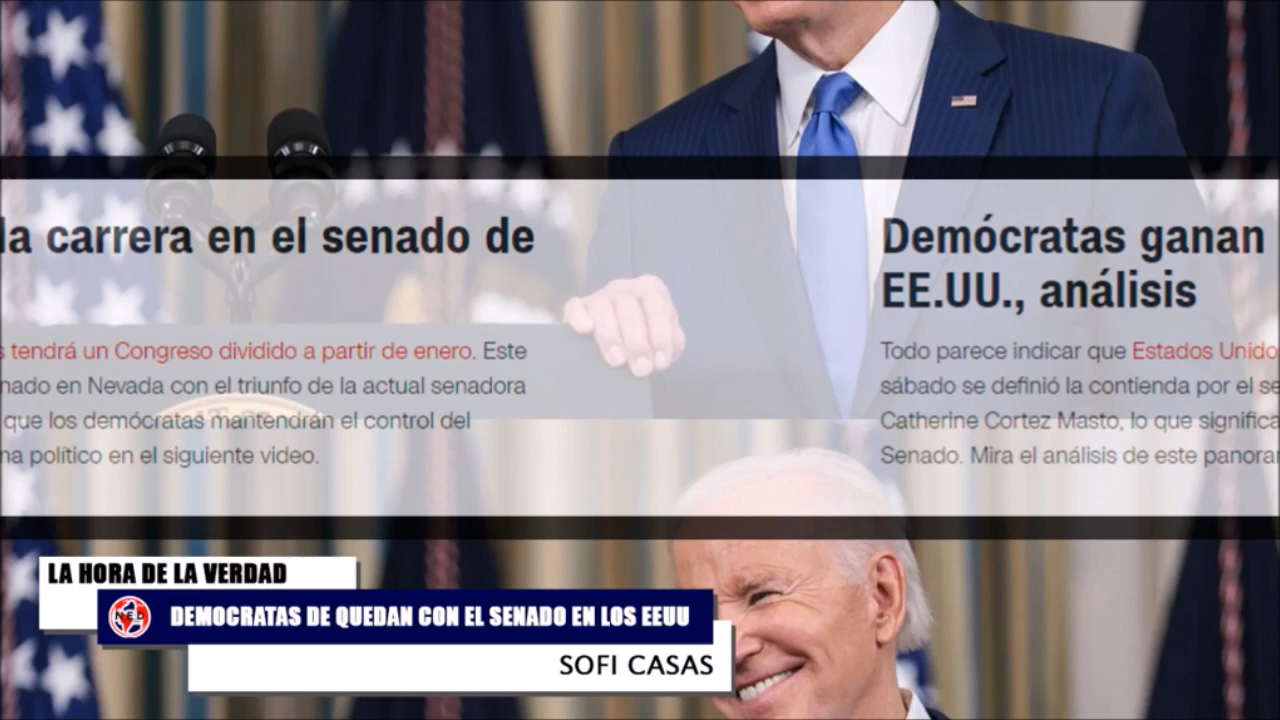 la carrera en el senado de
s tendrá un Congreso dividido a partir de enero. Este
nado en Nevada con el triunfo de la actual senadora
que los demócratas mantendrán el control del
na político en el siguiente video.
Demócratas ganan
EE.UU., análisis
Todo parece indicar que Estados Unido
sábado se definió la contienda por el se
Catherine Cortez Masto, lo que significa
Senado. Mira el análisis de este panorar
LA HORA DE LA VERDAD
DEMOCRATAS DE QUEDAN CON EL SENADO EN LOS EEUU
SOFI CASAS